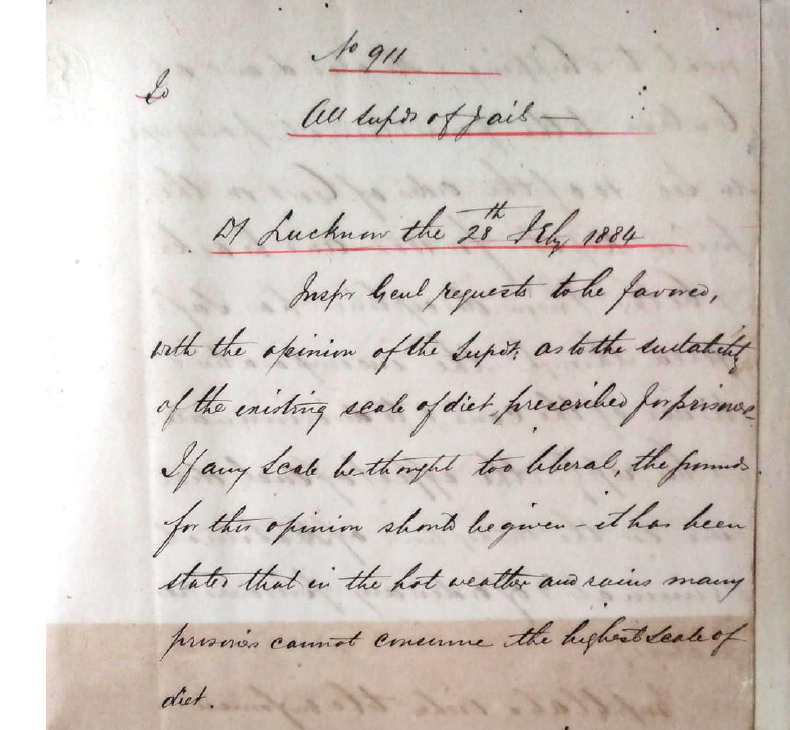 No 911
To
All Supds of Jails —
Dt Lucknow the 28th Feby 1884
Inspr Genl requests to be favored,
with the opinion of the Supdt; as to the suitability
of the existing scale of diet prescribed for prisoners.
If any scale be thought too liberal, the grounds
for this opinion should be given - it has been
stated that in the hot weather and rains many
prisoners cannot consume the highest scale of
diet.